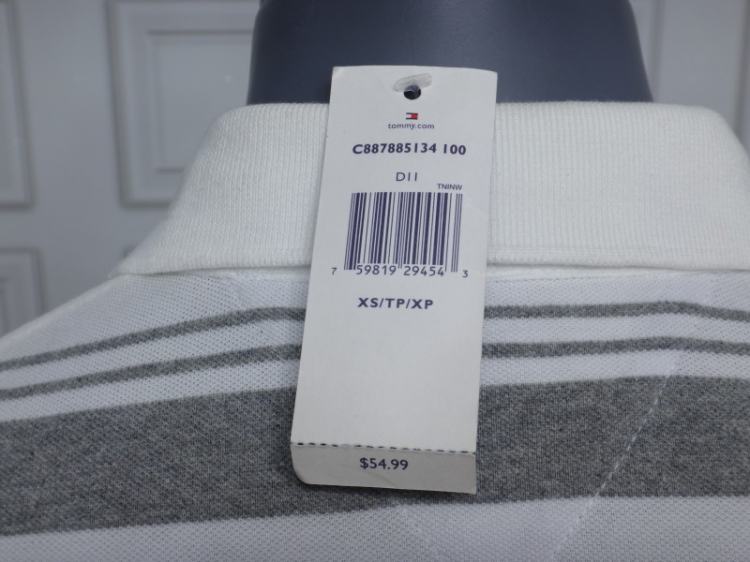 tommy.com
C887885134 100
D11
TNINW
7 59819 29454 3
XS/TP/XP
$54.99